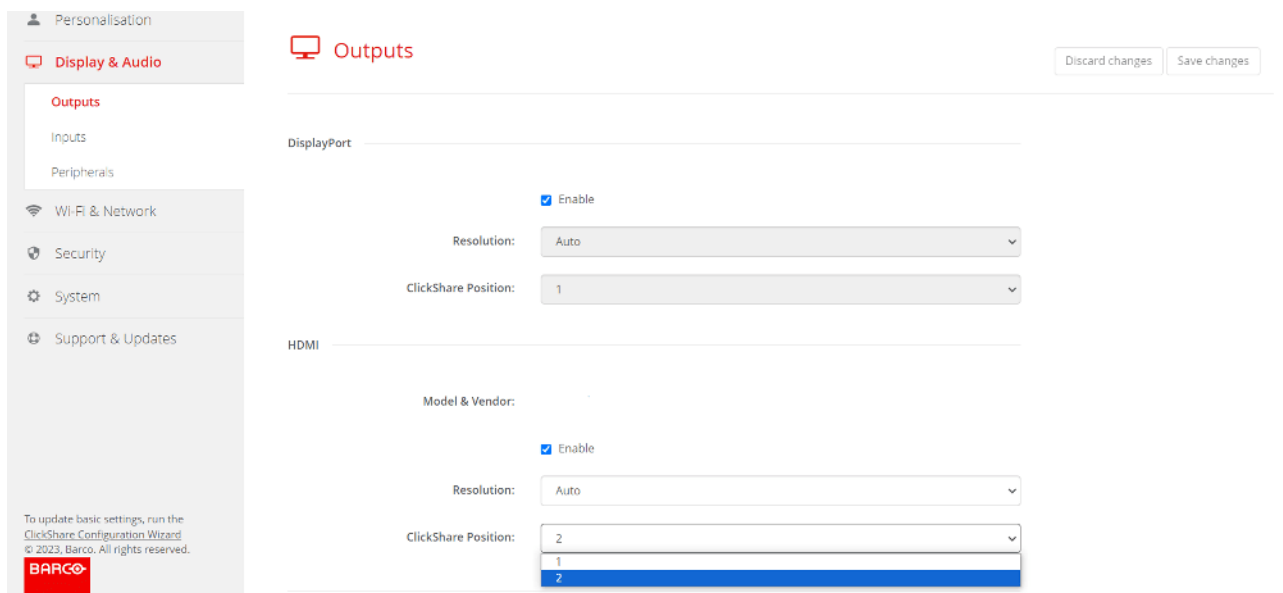 Personalisation
Display & Audio
Outputs
Inputs
Peripherals
Wi-Fi & Network
Security
System
Support & Updates
To update basic settings, run the
ClickShare Configuration Wizard
© 2023, Barco. All rights reserved.
BARCO
Outputs
Discard changes
Save changes
DisplayPort
Enable
Resolution: Auto
ClickShare Position: 1
HDMI
Model & Vendor:
Enable
Resolution: Auto
ClickShare Position: 2
1
2